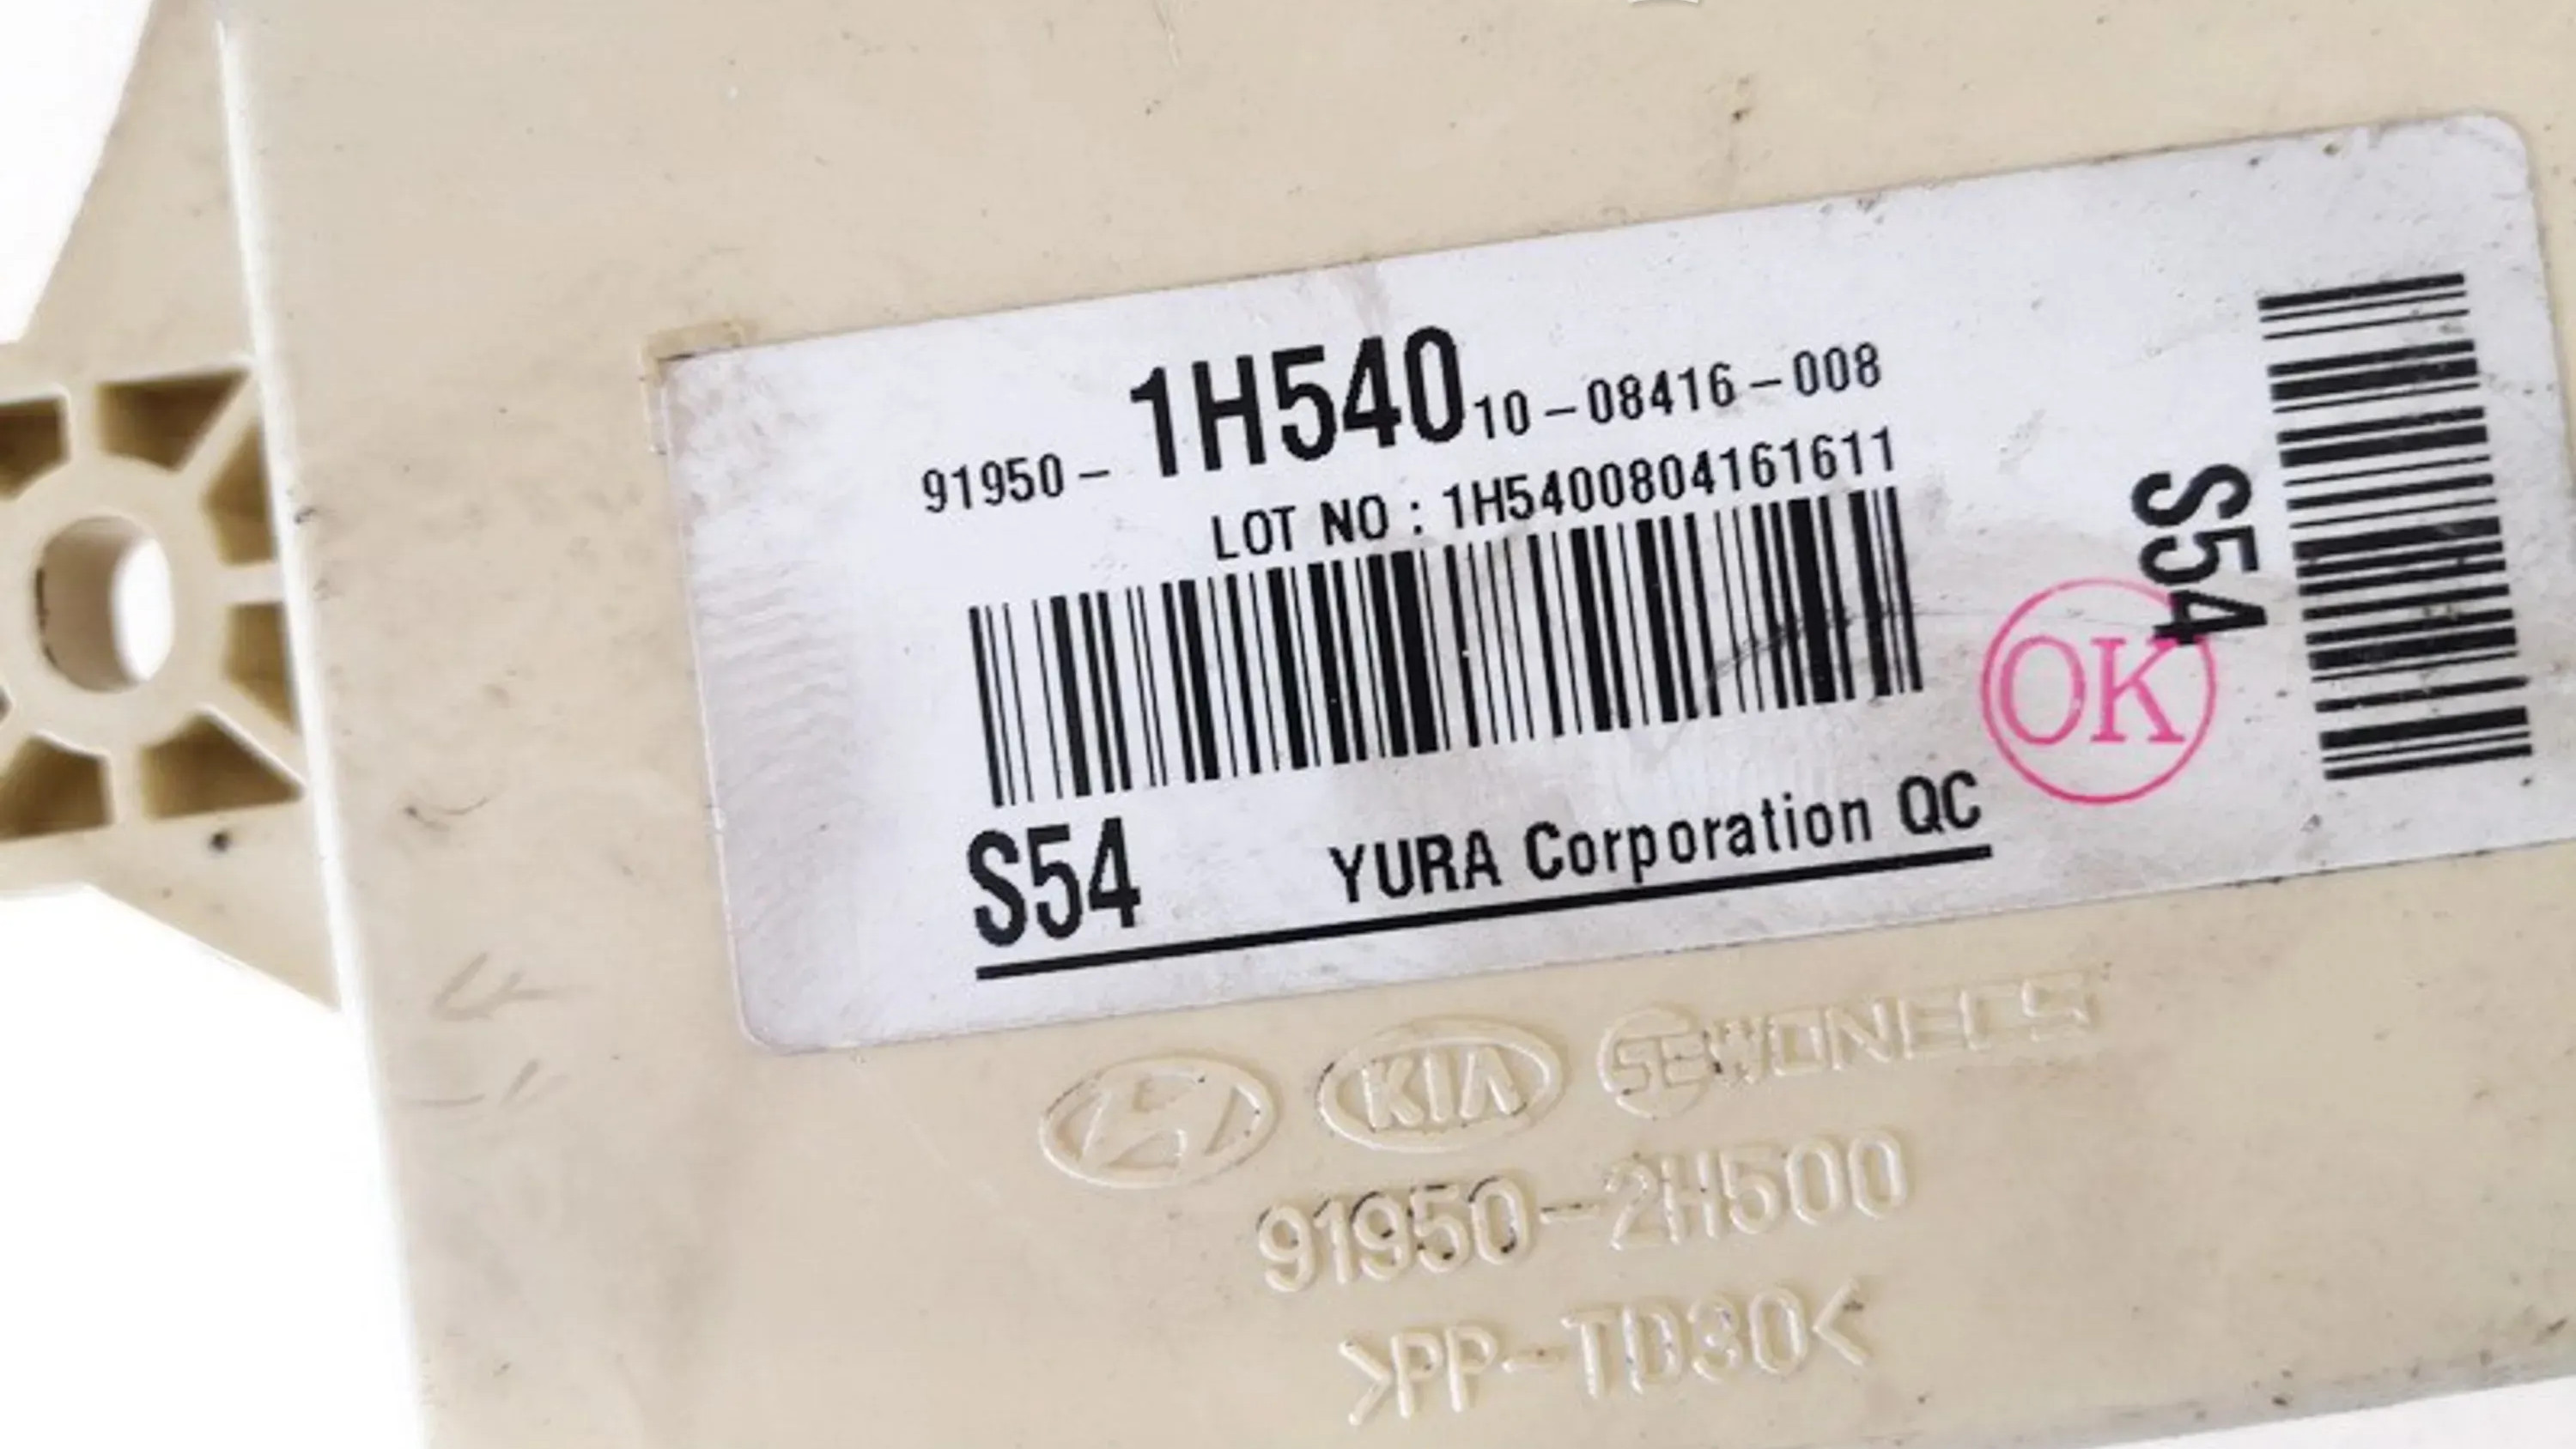 91950-1H540 10-08416-008
LOT NO : 1H5400804161611
S54
YURA Corporation QC
OK
S54
KIA SEWONECS
91950-2H500
>PP-TD30<